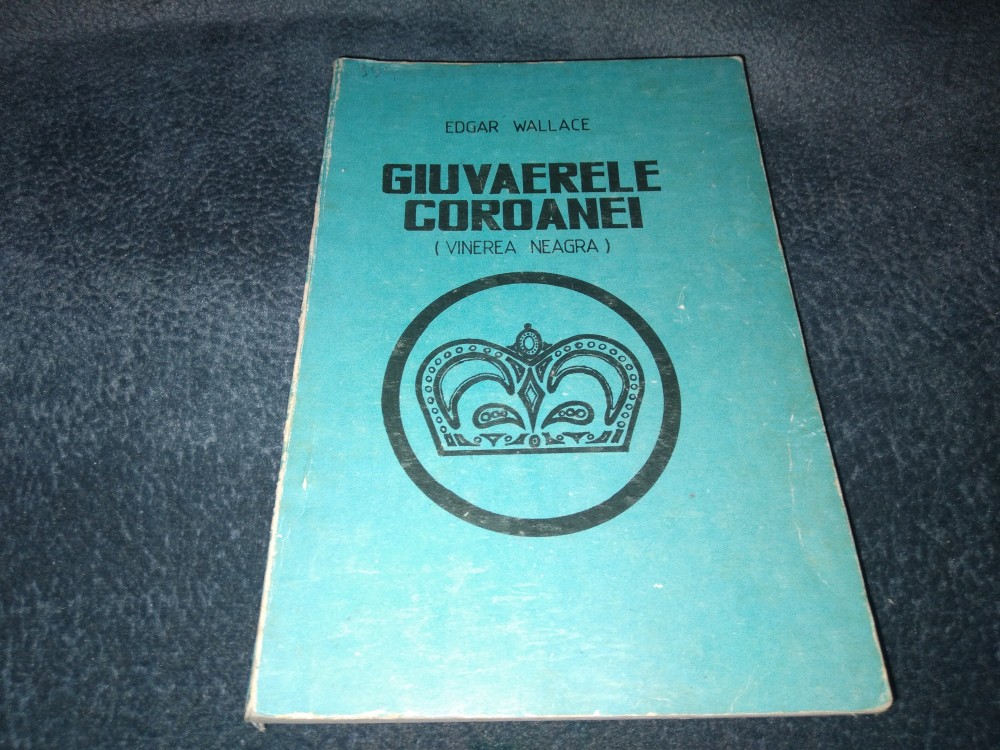 EDGAR WALLACE
GIUVAERELE
COROANEI
( VINEREA NEAGRA )